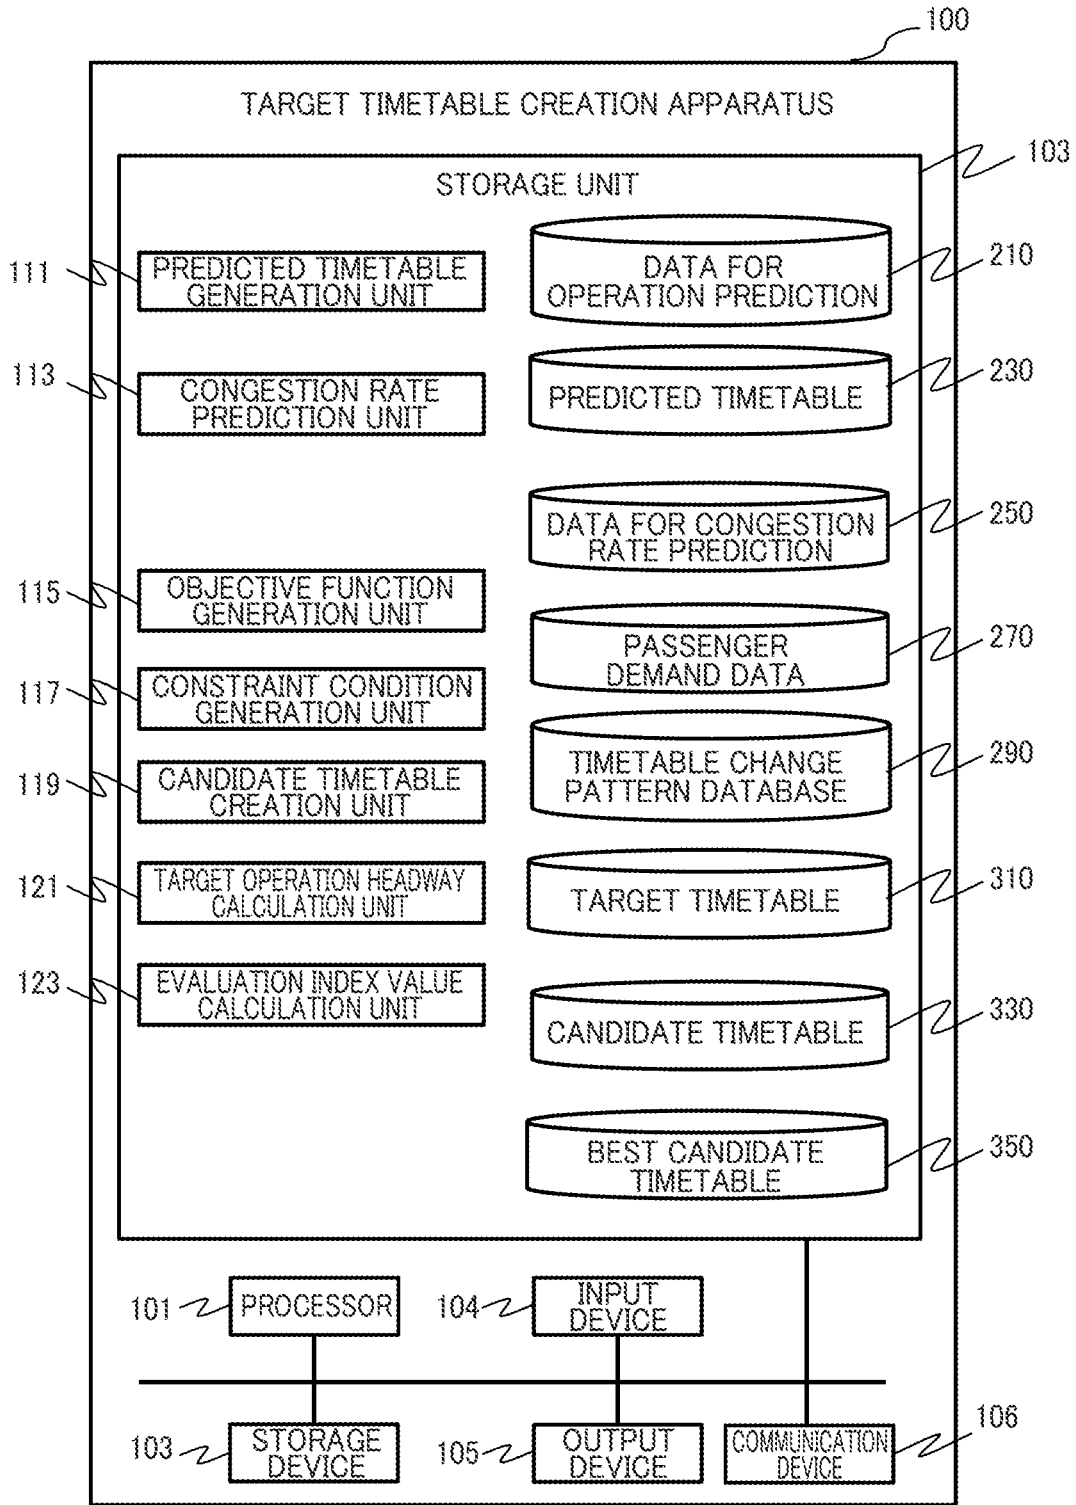 100
TARGET TIMETABLE CREATION APPARATUS
103
STORAGE UNIT
111
PREDICTED TIMETABLE
GENERATION UNIT
DATA FOR
OPERATION PREDICTION
210
113
CONGESTION RATE
PREDICTION UNIT
PREDICTED TIMETABLE
230
DATA FOR CONGESTION
RATE PREDICTION
250
115
OBJECTIVE FUNCTION
GENERATION UNIT
PASSENGER
DEMAND DATA
270
117
CONSTRAINT CONDITION
GENERATION UNIT
TIMETABLE CHANGE
PATTERN DATABASE
290
119
CANDIDATE TIMETABLE
CREATION UNIT
121
TARGET OPERATION HEADWAY
CALCULATION UNIT
TARGET TIMETABLE
310
123
EVALUATION INDEX VALUE
CALCULATION UNIT
CANDIDATE TIMETABLE
330
BEST CANDIDATE
TIMETABLE
350
101
PROCESSOR
104
INPUT
DEVICE
103
STORAGE
DEVICE
105
OUTPUT
DEVICE
COMMUNICATION
DEVICE
106